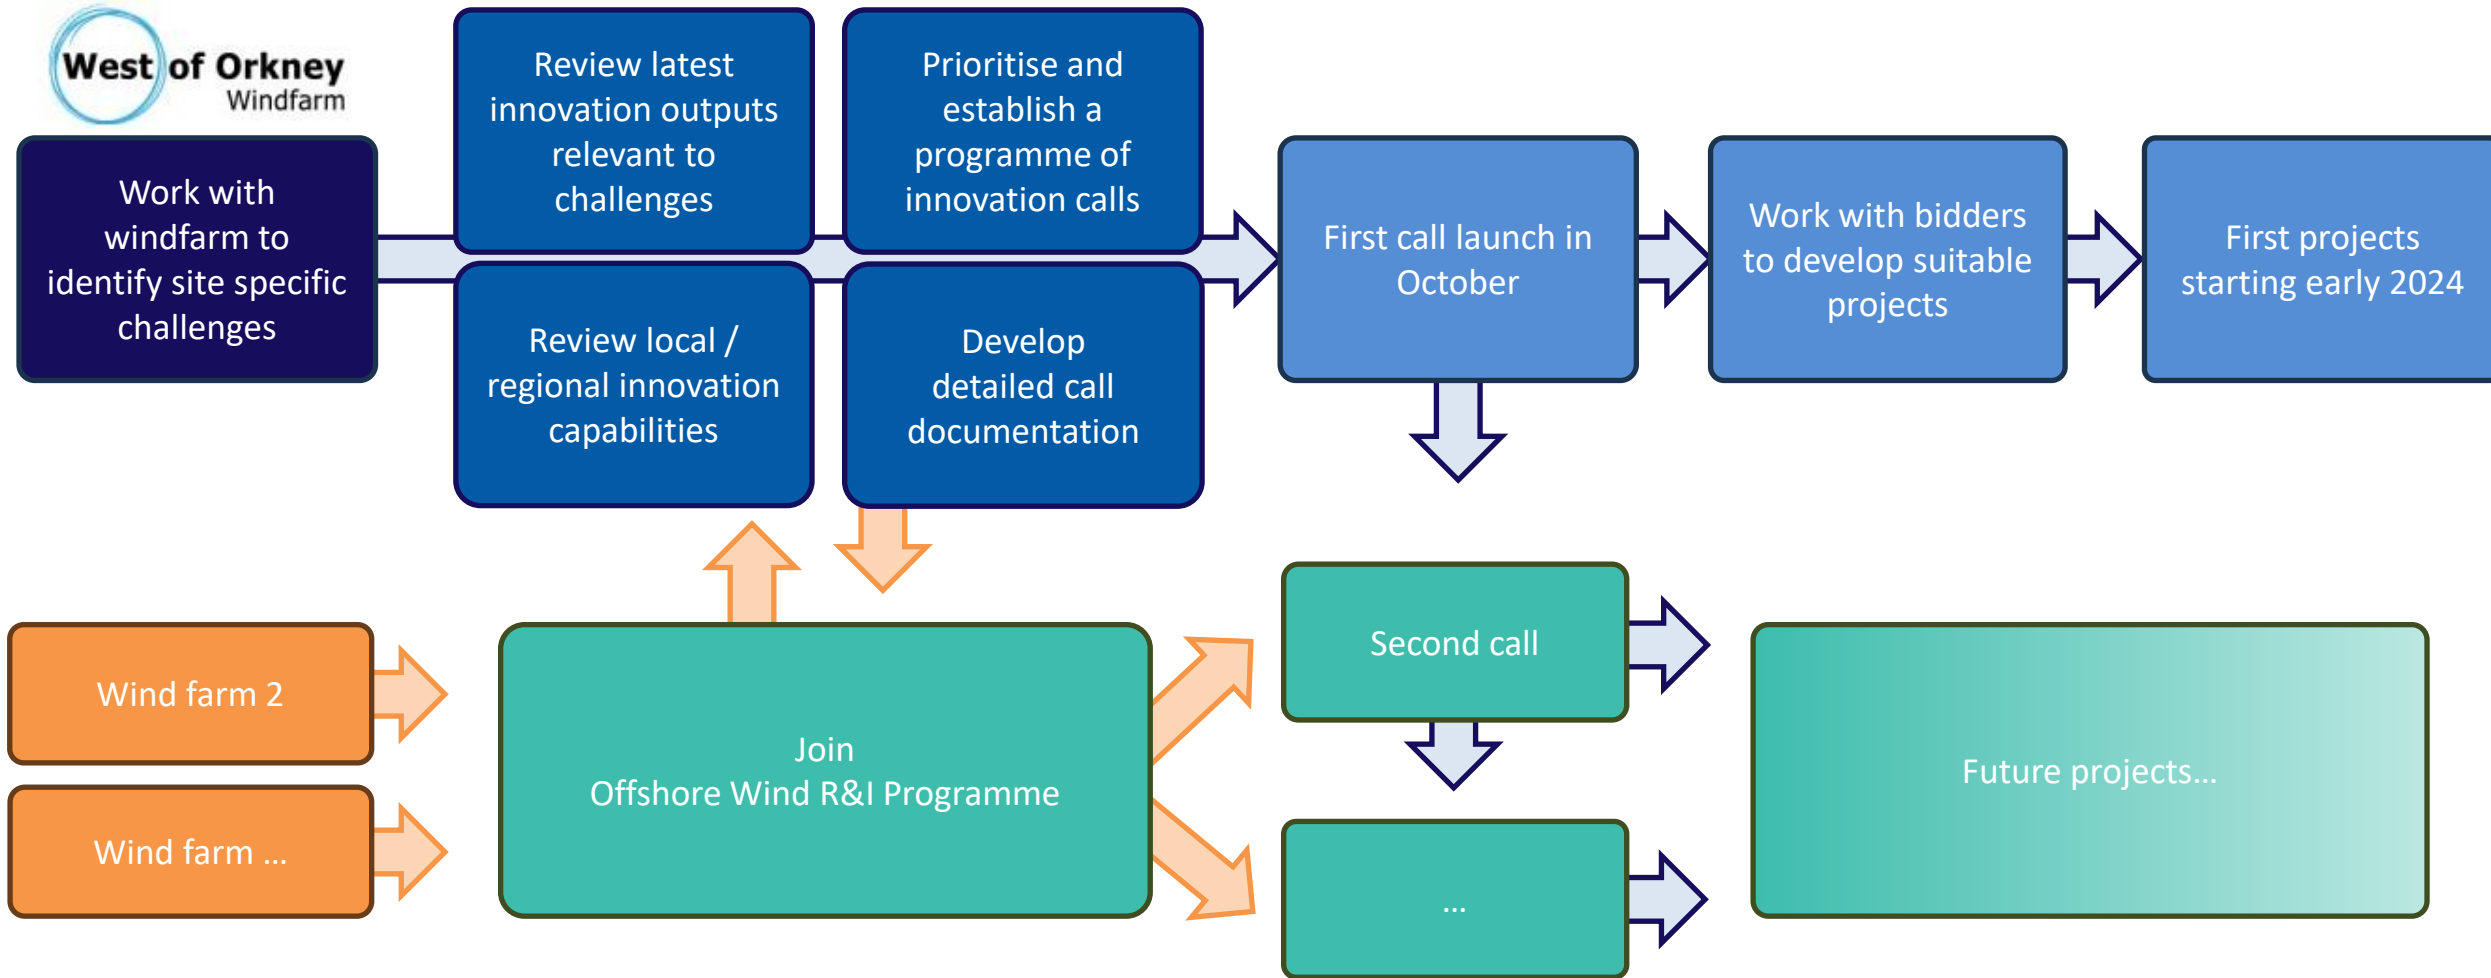 West of Orkney
Windfarm
Work with
windfarm to
identify site specific
challenges
Review latest
innovation outputs
relevant to
challenges
Prioritise and
establish a
programme of
innovation calls
Review local /
regional innovation
capabilities
Develop
detailed call
documentation
First call launch in
October
Work with bidders
to develop suitable
projects
First projects
starting early 2024
Wind farm 2
Wind farm ...
Join
Offshore Wind R&I Programme
Second call
...
Future projects...